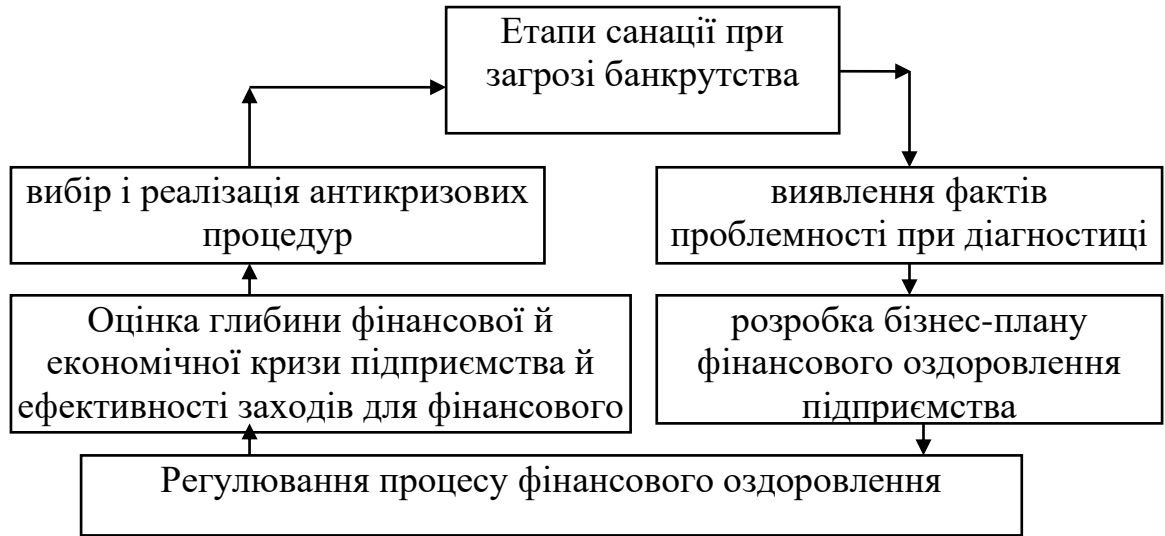 Етапи санації при
загрозі банкрутства
вибір і реалізація антикризових
процедур
виявлення фактів
проблемності при діагностиці
Оцінка глибини фінансової й
економічної кризи підприємства й
ефективності заходів для фінансового
розробка бізнес-плану
фінансового оздоровлення
підприємства
Регулювання процесу фінансового оздоровлення